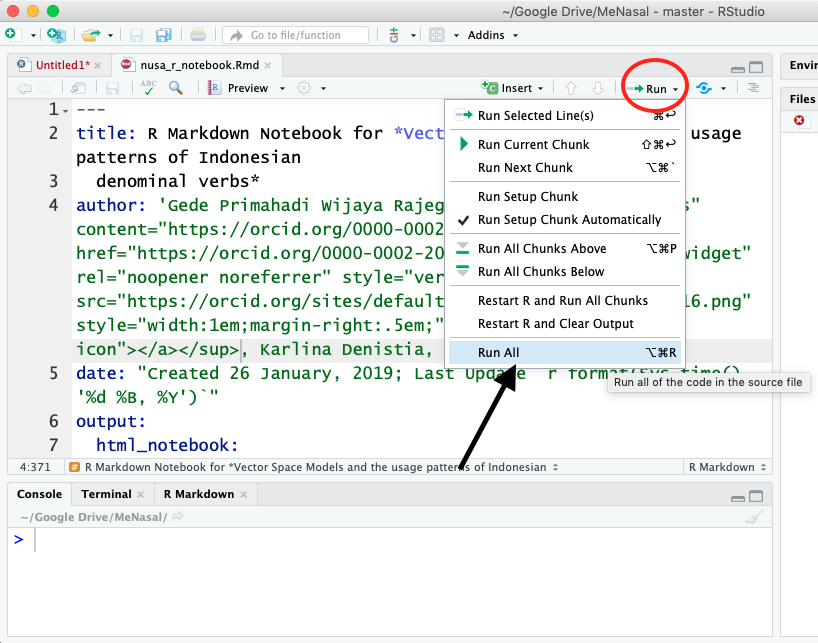 ~/Google Drive/MeNasal - master - RStudio
Go to file/function
Addins
Untitled1* ×
nusa_r_notebook.Rmd ×
Envir
ABC
Preview
Insert
Run
Files
1 ---
2 title: R Markdown Notebook for *Vect
usage
patterns of Indonesian
3 denominal verbs*
4 author: 'Gede Primahadi Wijaya Rajeg
s"
content="https://orcid.org/0000-0002
href="https://orcid.org/0000-0002-20
widget"
rel="noopener noreferrer" style="ver
src="https://orcid.org/sites/default
16.png"
style="width:1em;margin-right:.5em;"
icon"></a></sup>, Karlina Denistia,
5 date: "Created 26 January, 2019; Last Update `r format(Sys.time(),
'%d %B, %Y')`"
6 output:
7 html_notebook:
Run Selected Line(s) ⌘↩
Run Current Chunk ⇧⌘↩
Run Next Chunk ⌥⌘`
Run Setup Chunk
✓ Run Setup Chunk Automatically
Run All Chunks Above ⌥⌘P
Run All Chunks Below
Restart R and Run All Chunks
Restart R and Clear Output
Run All ⌥⌘R
Run all of the code in the source file
4:371
# R Markdown Notebook for *Vector Space Models and the usage patterns of Indonesian
R Markdown
Console
Terminal ×
R Markdown ×
~/Google Drive/MeNasal/
>